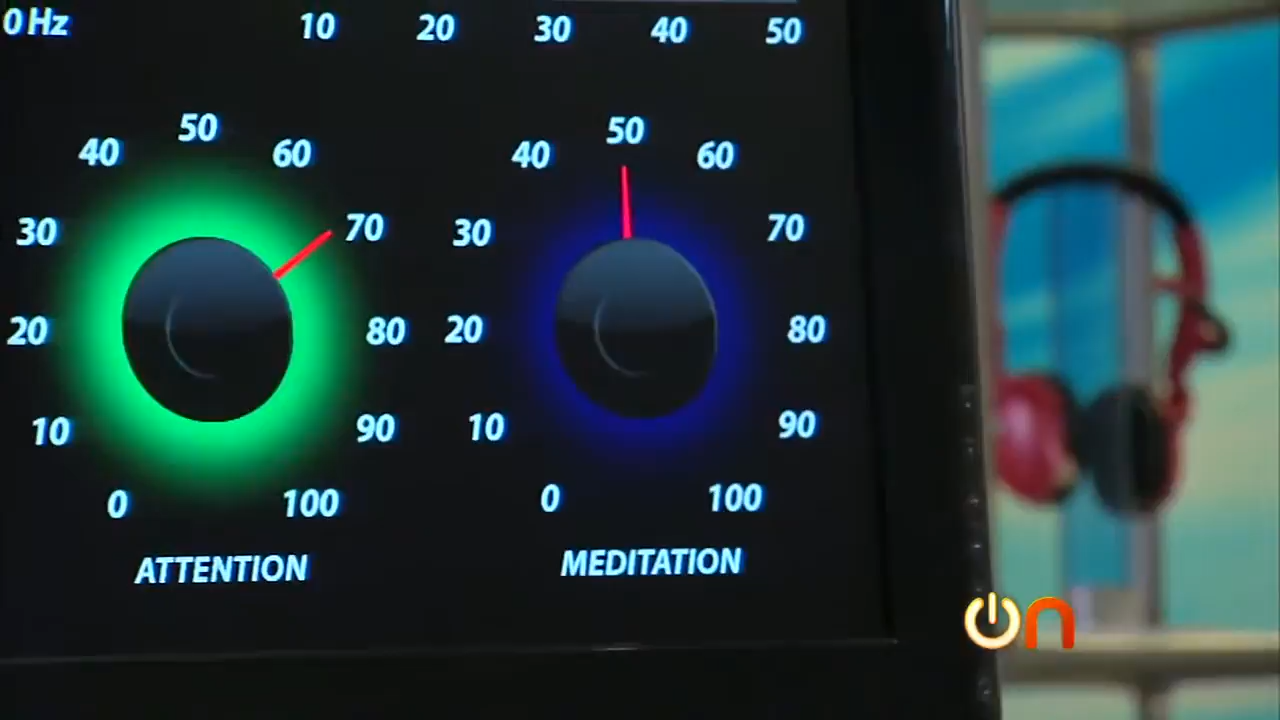 0 Hz 10 20 30 40 50
50 50
40 60 40 60
30 70 30 70
20 80 20 80
10 90 10 90
0 100 0 100
ATTENTION MEDITATION
on